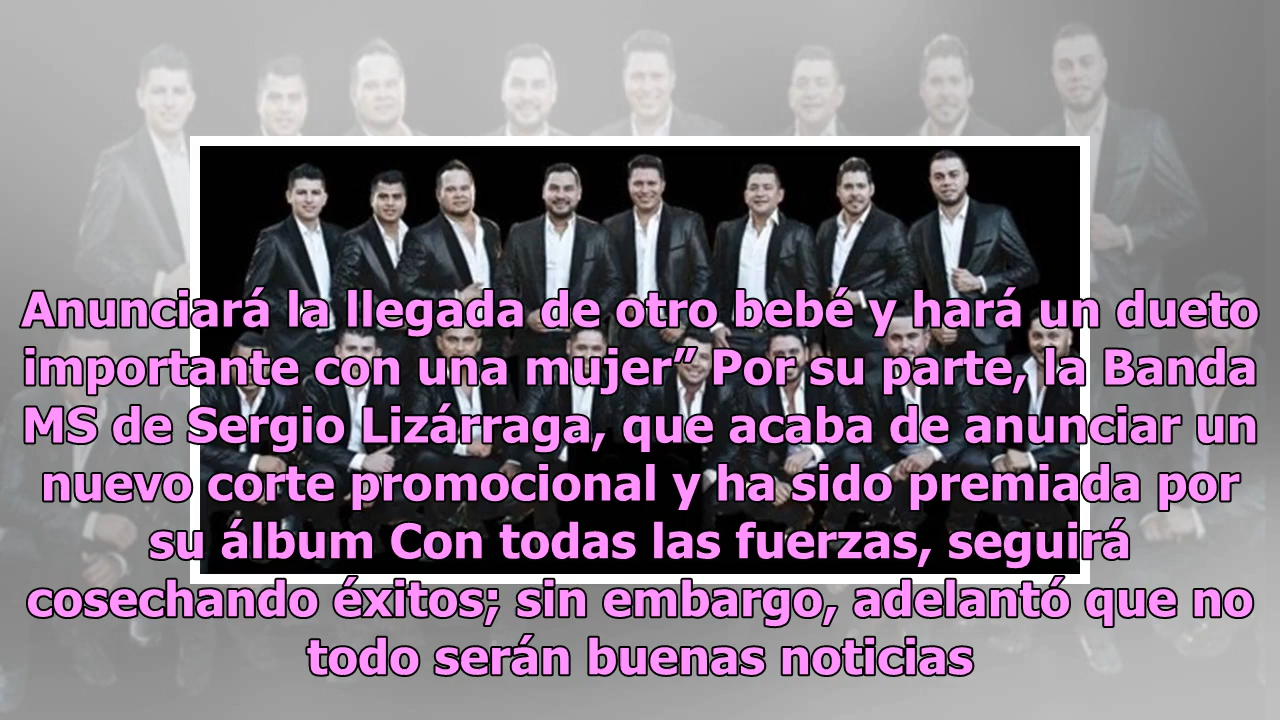 Anunciará la llegada de otro bebé y hará un dueto
importante con una mujer” Por su parte, la Banda
MS de Sergio Lizárraga, que acaba de anunciar un
nuevo corte promocional y ha sido premiada por
su álbum Con todas las fuerzas, seguirá
cosechando éxitos; sin embargo, adelantó que no
todo serán buenas noticias